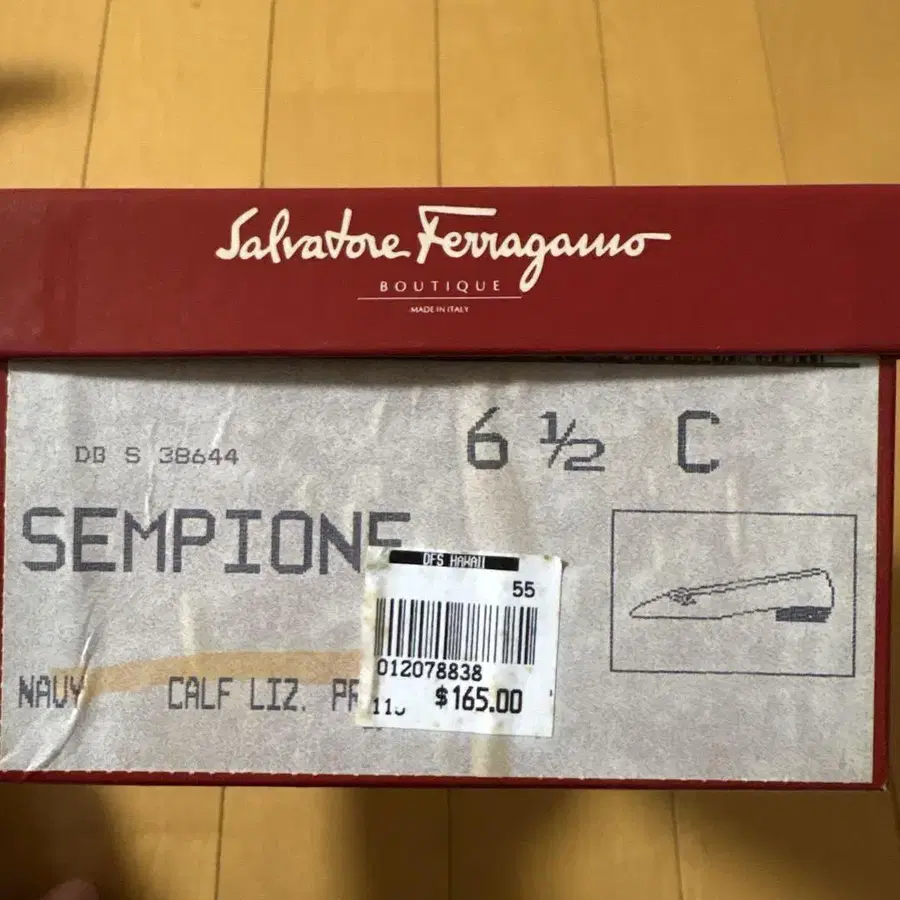 Salvatore Ferragamo
BOUTIQUE
MADE IN ITALY
6 ½ C
DB S 38644
SEMPIONE
DFS HAWAII
55
012078838
$165.00
NAVY CALF LIZ.